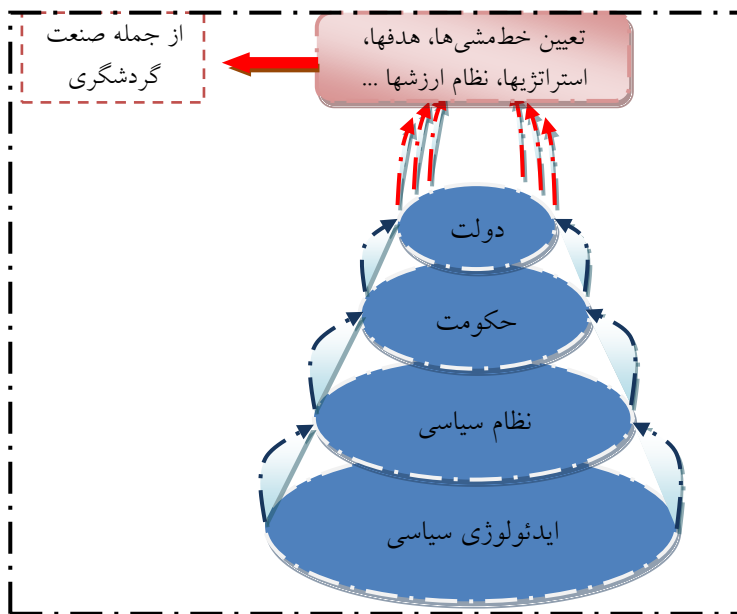 از جمله صنعت
گردشگری
تعیین خط‌مشی‌ها، هدفها،
استراتژیها، نظام ارزشها ...
دولت
حکومت
نظام سیاسی
ایدئولوژی سیاسی